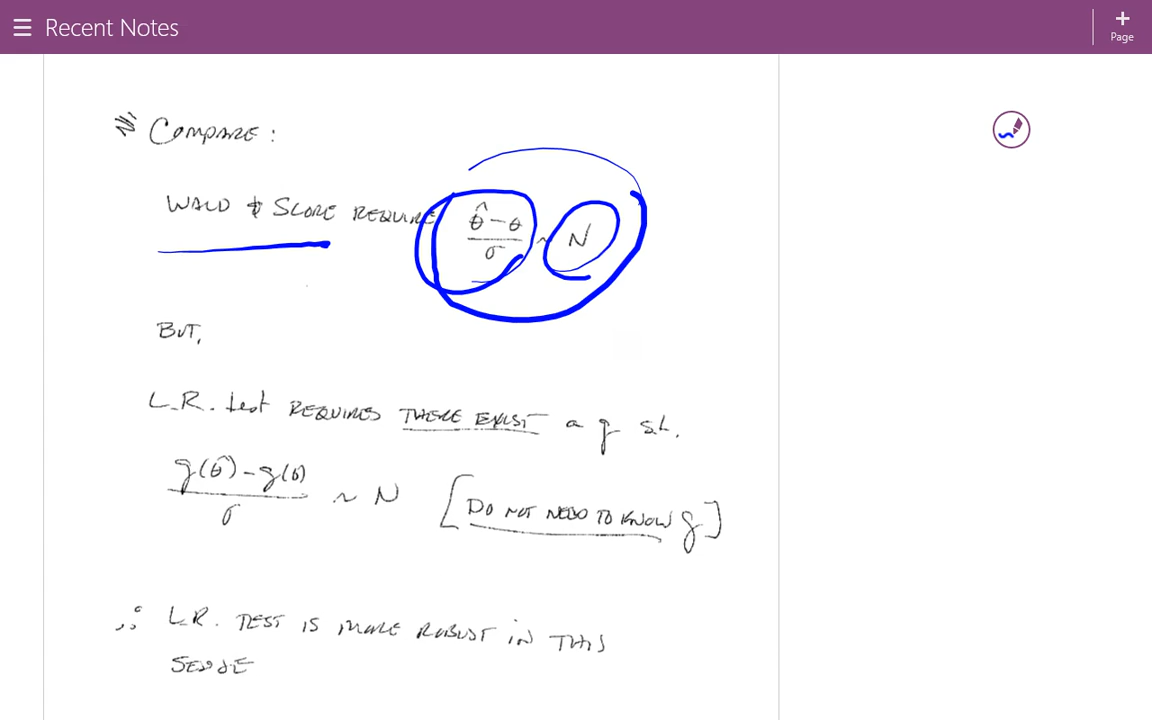 Recent Notes
Page
COMPARE:
WALD & SCORE REQUIRE (θ̂ - θ)/σ ~ N
BUT,
L.R. test REQUIRES THERE EXIST a g s.t.
(g(θ̂) - g(θ))/σ ~ N [DO NOT NEED TO KNOW g]
∴ L.R. TEST IS MORE ROBUST IN THIS
SENSE